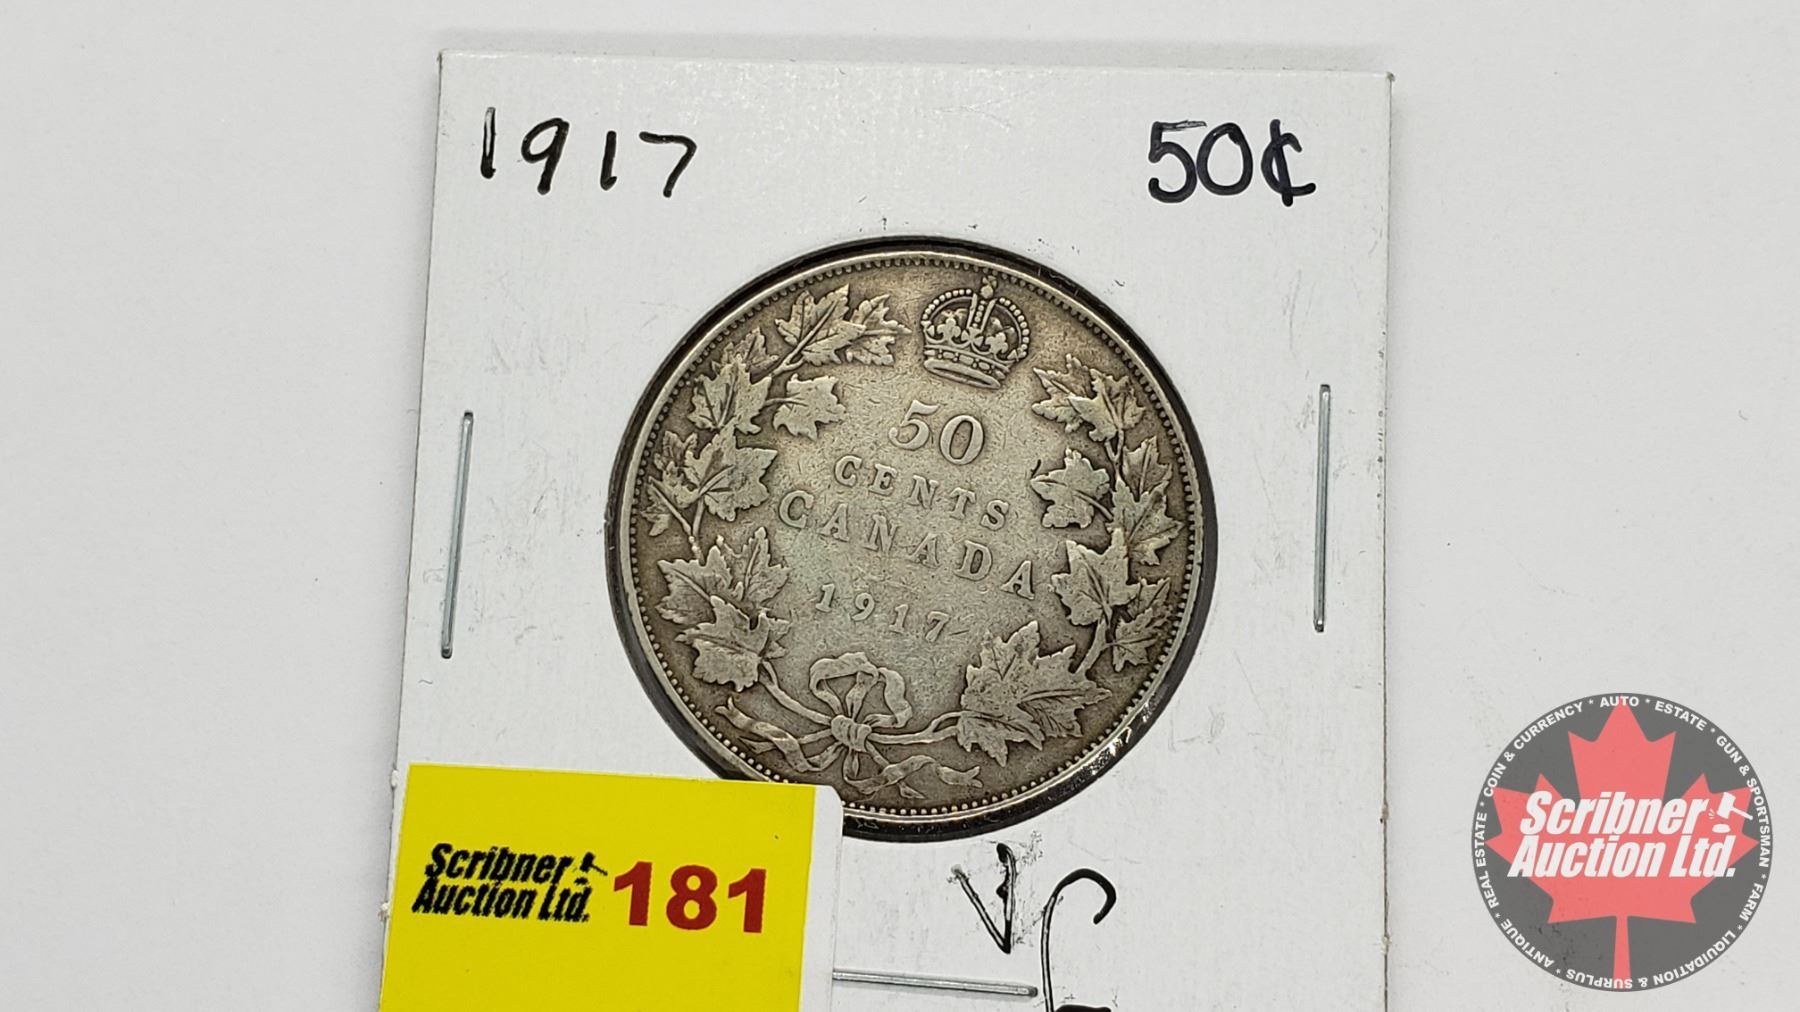 1917 50¢
50
CENTS
CANADA
1917
Scribner
Auction Ltd. 181
COIN & CURRENCY * AUTO * ESTATE * GUN & SPORTSMAN * FARM * LIQUIDATION & SURPLUS * ANTIQUE * REAL ESTATE *
Scribner
Auction Ltd.